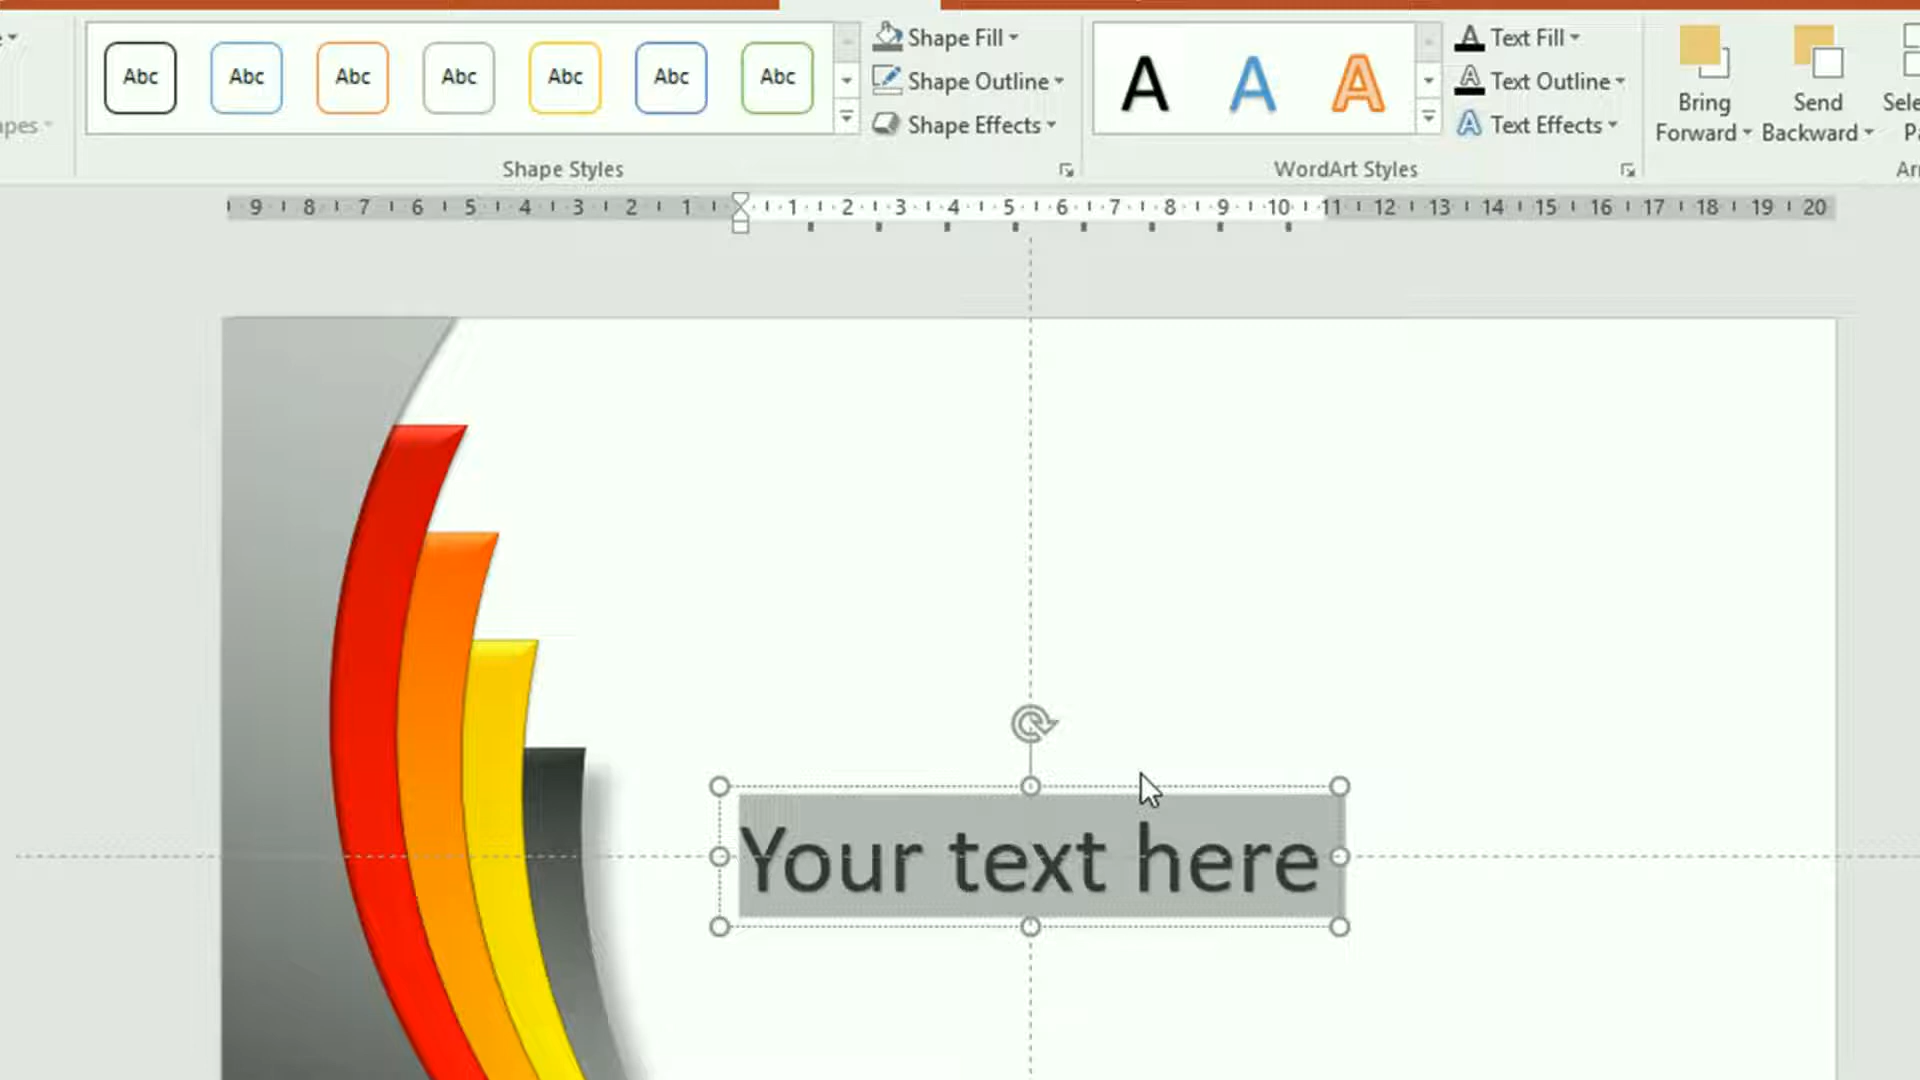 Abc Abc Abc Abc Abc Abc Abc
Shape Fill
Shape Outline
Shape Effects
Shape Styles
A A A
Text Fill
Text Outline
Text Effects
WordArt Styles
Bring
Forward
Send
Backward
9 8 7 6 5 4 3 2 1 1 2 3 4 5 6 7 8 9 10 11 12 13 14 15 16 17 18 19 20
Your text here